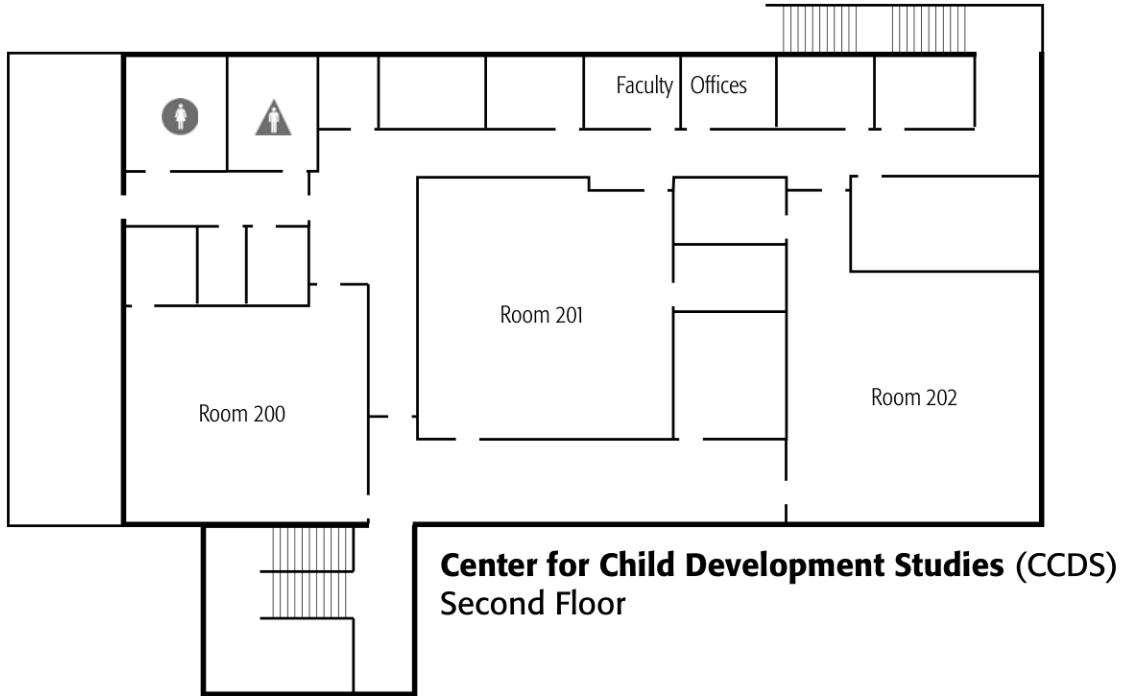 Faculty Offices
Room 201
Room 202
Room 200
Center for Child Development Studies (CCDS)
Second Floor